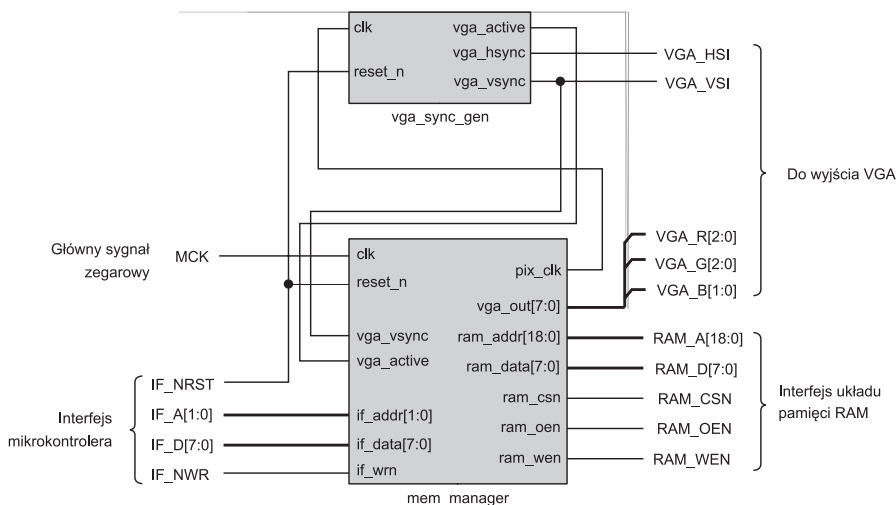 clk
vga_active
vga_hsync
VGA_HSI
reset_n
vga_vsync
VGA_VSI
vga_sync_gen
Do wyjścia VGA
Główny sygnał
zegarowy
MCK
clk
VGA_R[2:0]
pix_clk
VGA_G[2:0]
reset_n
VGA_B[1:0]
vga_out[7:0]
vga_vsync
ram_addr[18:0]
RAM_A[18:0]
vga_active
ram_data[7:0]
RAM_D[7:0]
IF_NRST
ram_csn
RAM_CSN
Interfejs układu
pamięci RAM
Interfejs
mikrokontrolera
IF_A[1:0]
if_addr[1:0]
ram_oen
RAM_OEN
IF_D[7:0]
if_data[7:0]
ram_wen
RAM_WEN
IF_NWR
if_wrn
mem_manager